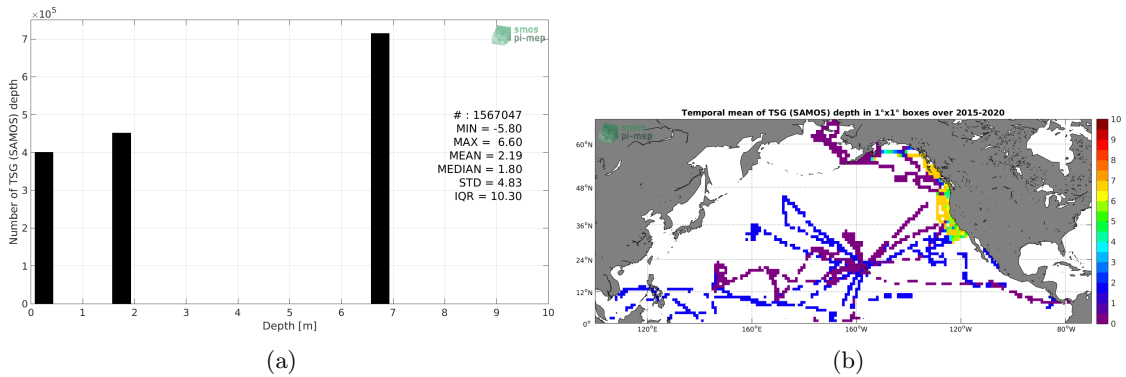 ×10⁵
7
6
5
4
3
2
1
0
Number of TSG (SAMOS) depth
0 1 2 3 4 5 6 7 8 9 10
Depth [m]
smos
pi-mep
# : 1567047
MIN = -5.80
MAX = 6.60
MEAN = 2.19
MEDIAN = 1.80
STD = 4.83
IQR = 10.30
(a)
Temporal mean of TSG (SAMOS) depth in 1°x1° boxes over 2015-2020
smos
pi-mep
60°N
48°N
36°N
24°N
12°N
0°
120°E 160°E 160°W 120°W 80°W
10
9
8
7
6
5
4
3
2
1
0
(b)